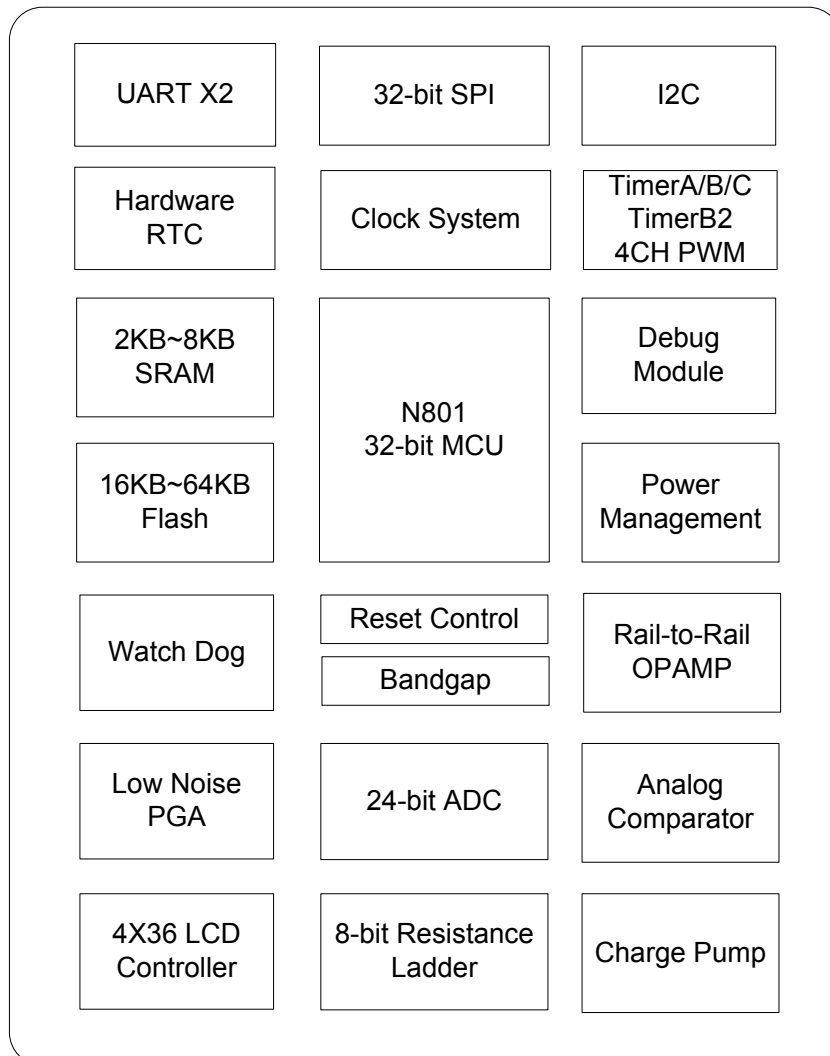 UART X2
32-bit SPI
I2C
Hardware
RTC
Clock System
TimerA/B/C
TimerB2
4CH PWM
2KB~8KB
SRAM
N801
32-bit MCU
Debug
Module
16KB~64KB
Flash
Power
Management
Watch Dog
Reset Control
Bandgap
Rail-to-Rail
OPAMP
Low Noise
PGA
24-bit ADC
Analog
Comparator
4X36 LCD
Controller
8-bit Resistance
Ladder
Charge Pump